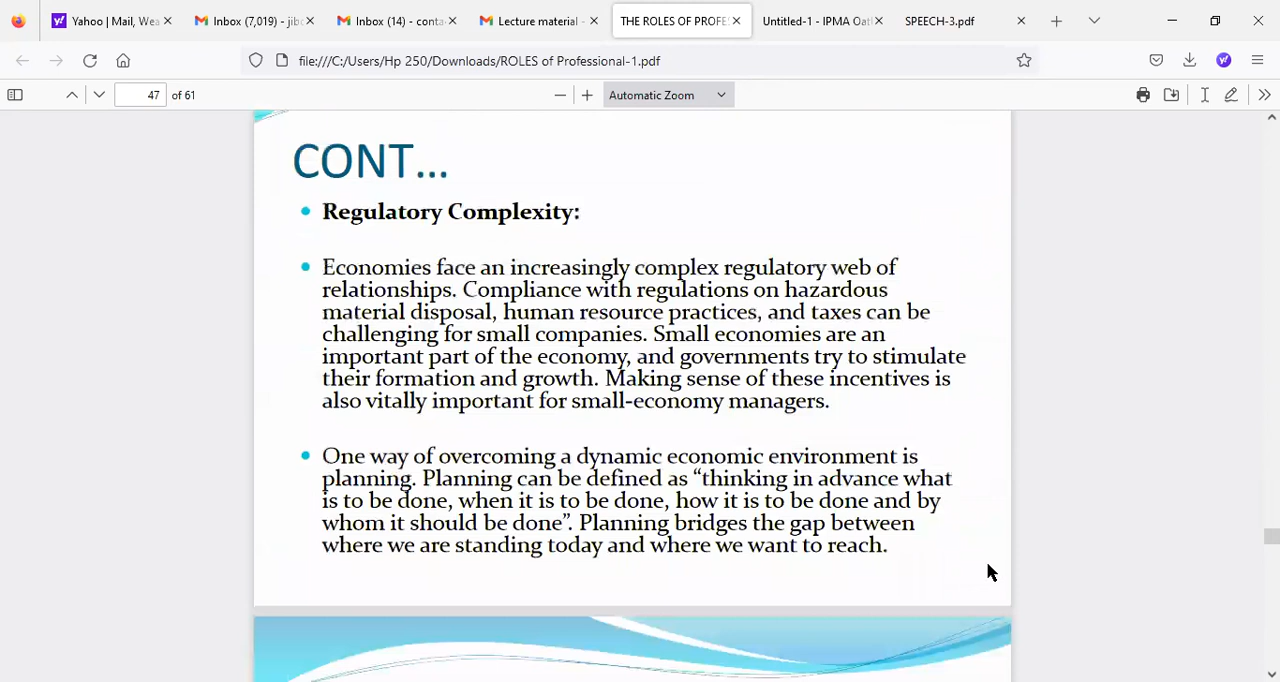 Yahoo | Mail, Wea
Inbox (7,019) - jib
Inbox (14) - conta
Lecture material -
THE ROLES OF PROFE
Untitled-1 - IPMA Oat
SPEECH-3.pdf
file:///C:/Users/Hp 250/Downloads/ROLES of Professional-1.pdf
47 of 61
Automatic Zoom
CONT...
Regulatory Complexity:
Economies face an increasingly complex regulatory web of
relationships. Compliance with regulations on hazardous
material disposal, human resource practices, and taxes can be
challenging for small companies. Small economies are an
important part of the economy, and governments try to stimulate
their formation and growth. Making sense of these incentives is
also vitally important for small-economy managers.
One way of overcoming a dynamic economic environment is
planning. Planning can be defined as “thinking in advance what
is to be done, when it is to be done, how it is to be done and by
whom it should be done”. Planning bridges the gap between
where we are standing today and where we want to reach.